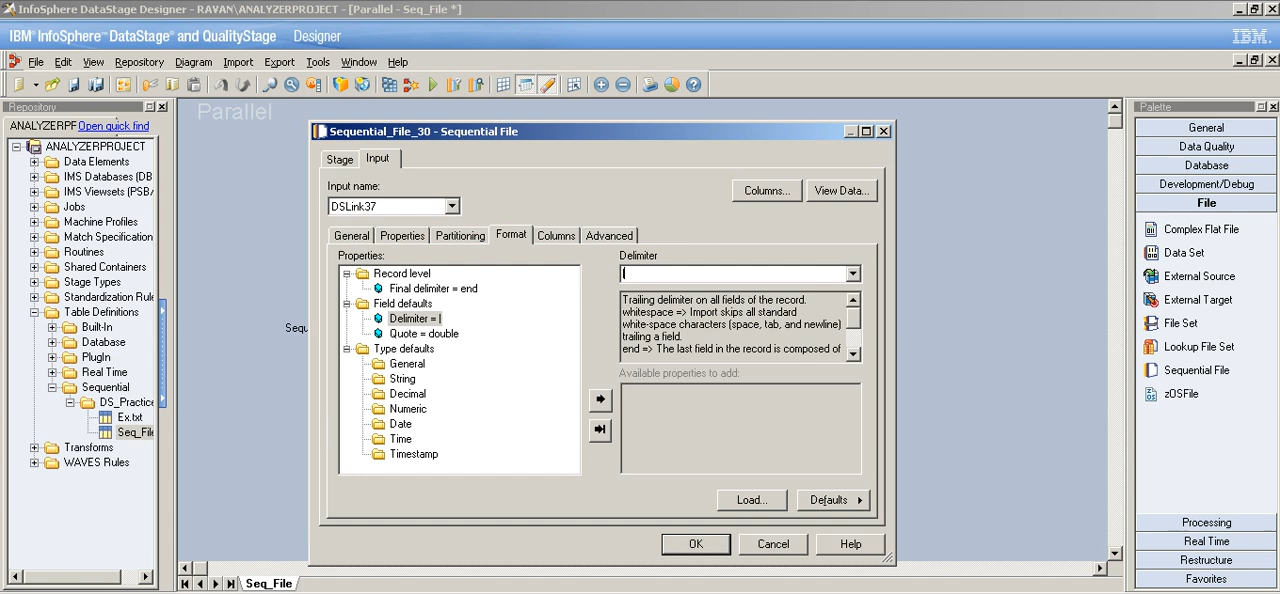 InfoSphere DataStage Designer - RAVAN\ANALYZERPROJECT - [Parallel - Seq_File *]
IBM® InfoSphere™ DataStage® and QualityStage Designer
IBM.
File Edit View Repository Diagram Import Export Tools Window Help
Repository
ANALYZERPF Open quick find
ANALYZERPROJECT
Data Elements
IMS Databases (DB
IMS Viewsets (PSB/
Jobs
Machine Profiles
Match Specification
Routines
Shared Containers
Stage Types
Standardization Rule
Table Definitions
Built-In
Database
PlugIn
Real Time
Sequential
DS_Practice
Ex.txt
Seq_File
Transforms
WAVES Rules
Parallel
Sequ
Sequential_File_30 - Sequential File
Stage Input
Input name:
DSLink37
Columns... View Data...
General Properties Partitioning Format Columns Advanced
Properties:
Record level
Final delimiter = end
Field defaults
Delimiter = |
Quote = double
Type defaults
General
String
Decimal
Numeric
Date
Time
Timestamp
Delimiter
|
Trailing delimiter on all fields of the record.
whitespace => Import skips all standard
white-space characters (space, tab, and newline)
trailing a field.
end => The last field in the record is composed of
Available properties to add:
Load... Defaults
OK Cancel Help
Seq_File
Palette
General
Data Quality
Database
Development/Debug
File
Complex Flat File
Data Set
External Source
External Target
File Set
Lookup File Set
Sequential File
zOSFile
Processing
Real Time
Restructure
Favorites